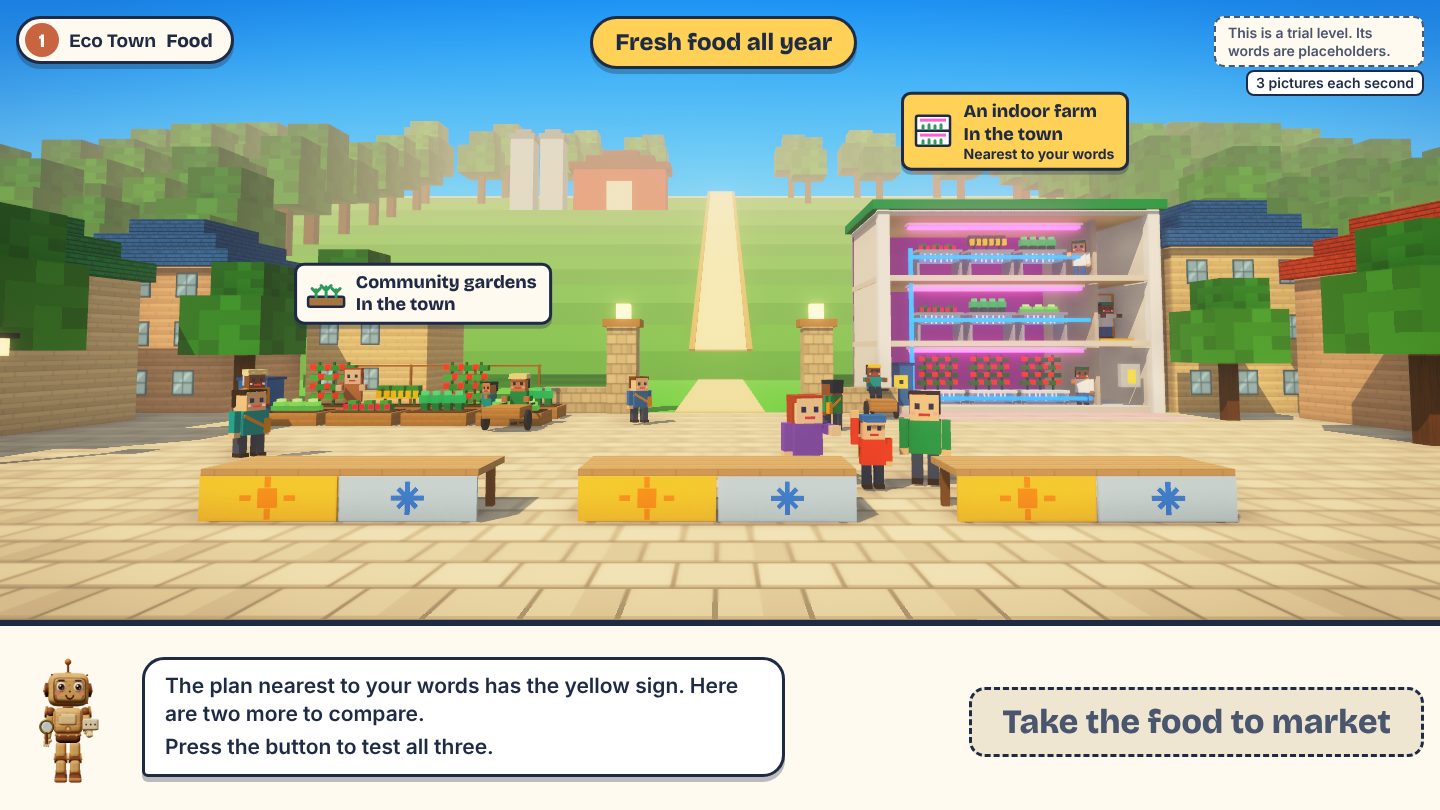 1 Eco Town Food
Fresh food all year
This is a trial level. Its
words are placeholders.
3 pictures each second
An indoor farm
In the town
Nearest to your words
Community gardens
In the town
The plan nearest to your words has the yellow sign. Here
are two more to compare.
Press the button to test all three.
Take the food to market